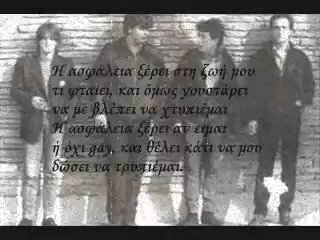 Η ασφάλεια ξέρει στη ζωή μου
τι φταίει, και όμως γουστάρει
να με βλέπει να χτυπιέμαι
Η ασφάλεια ξέρει αν είμαι
ή όχι gay, και θέλει κάτι να μου
δώσει να τρυπιέμαι.